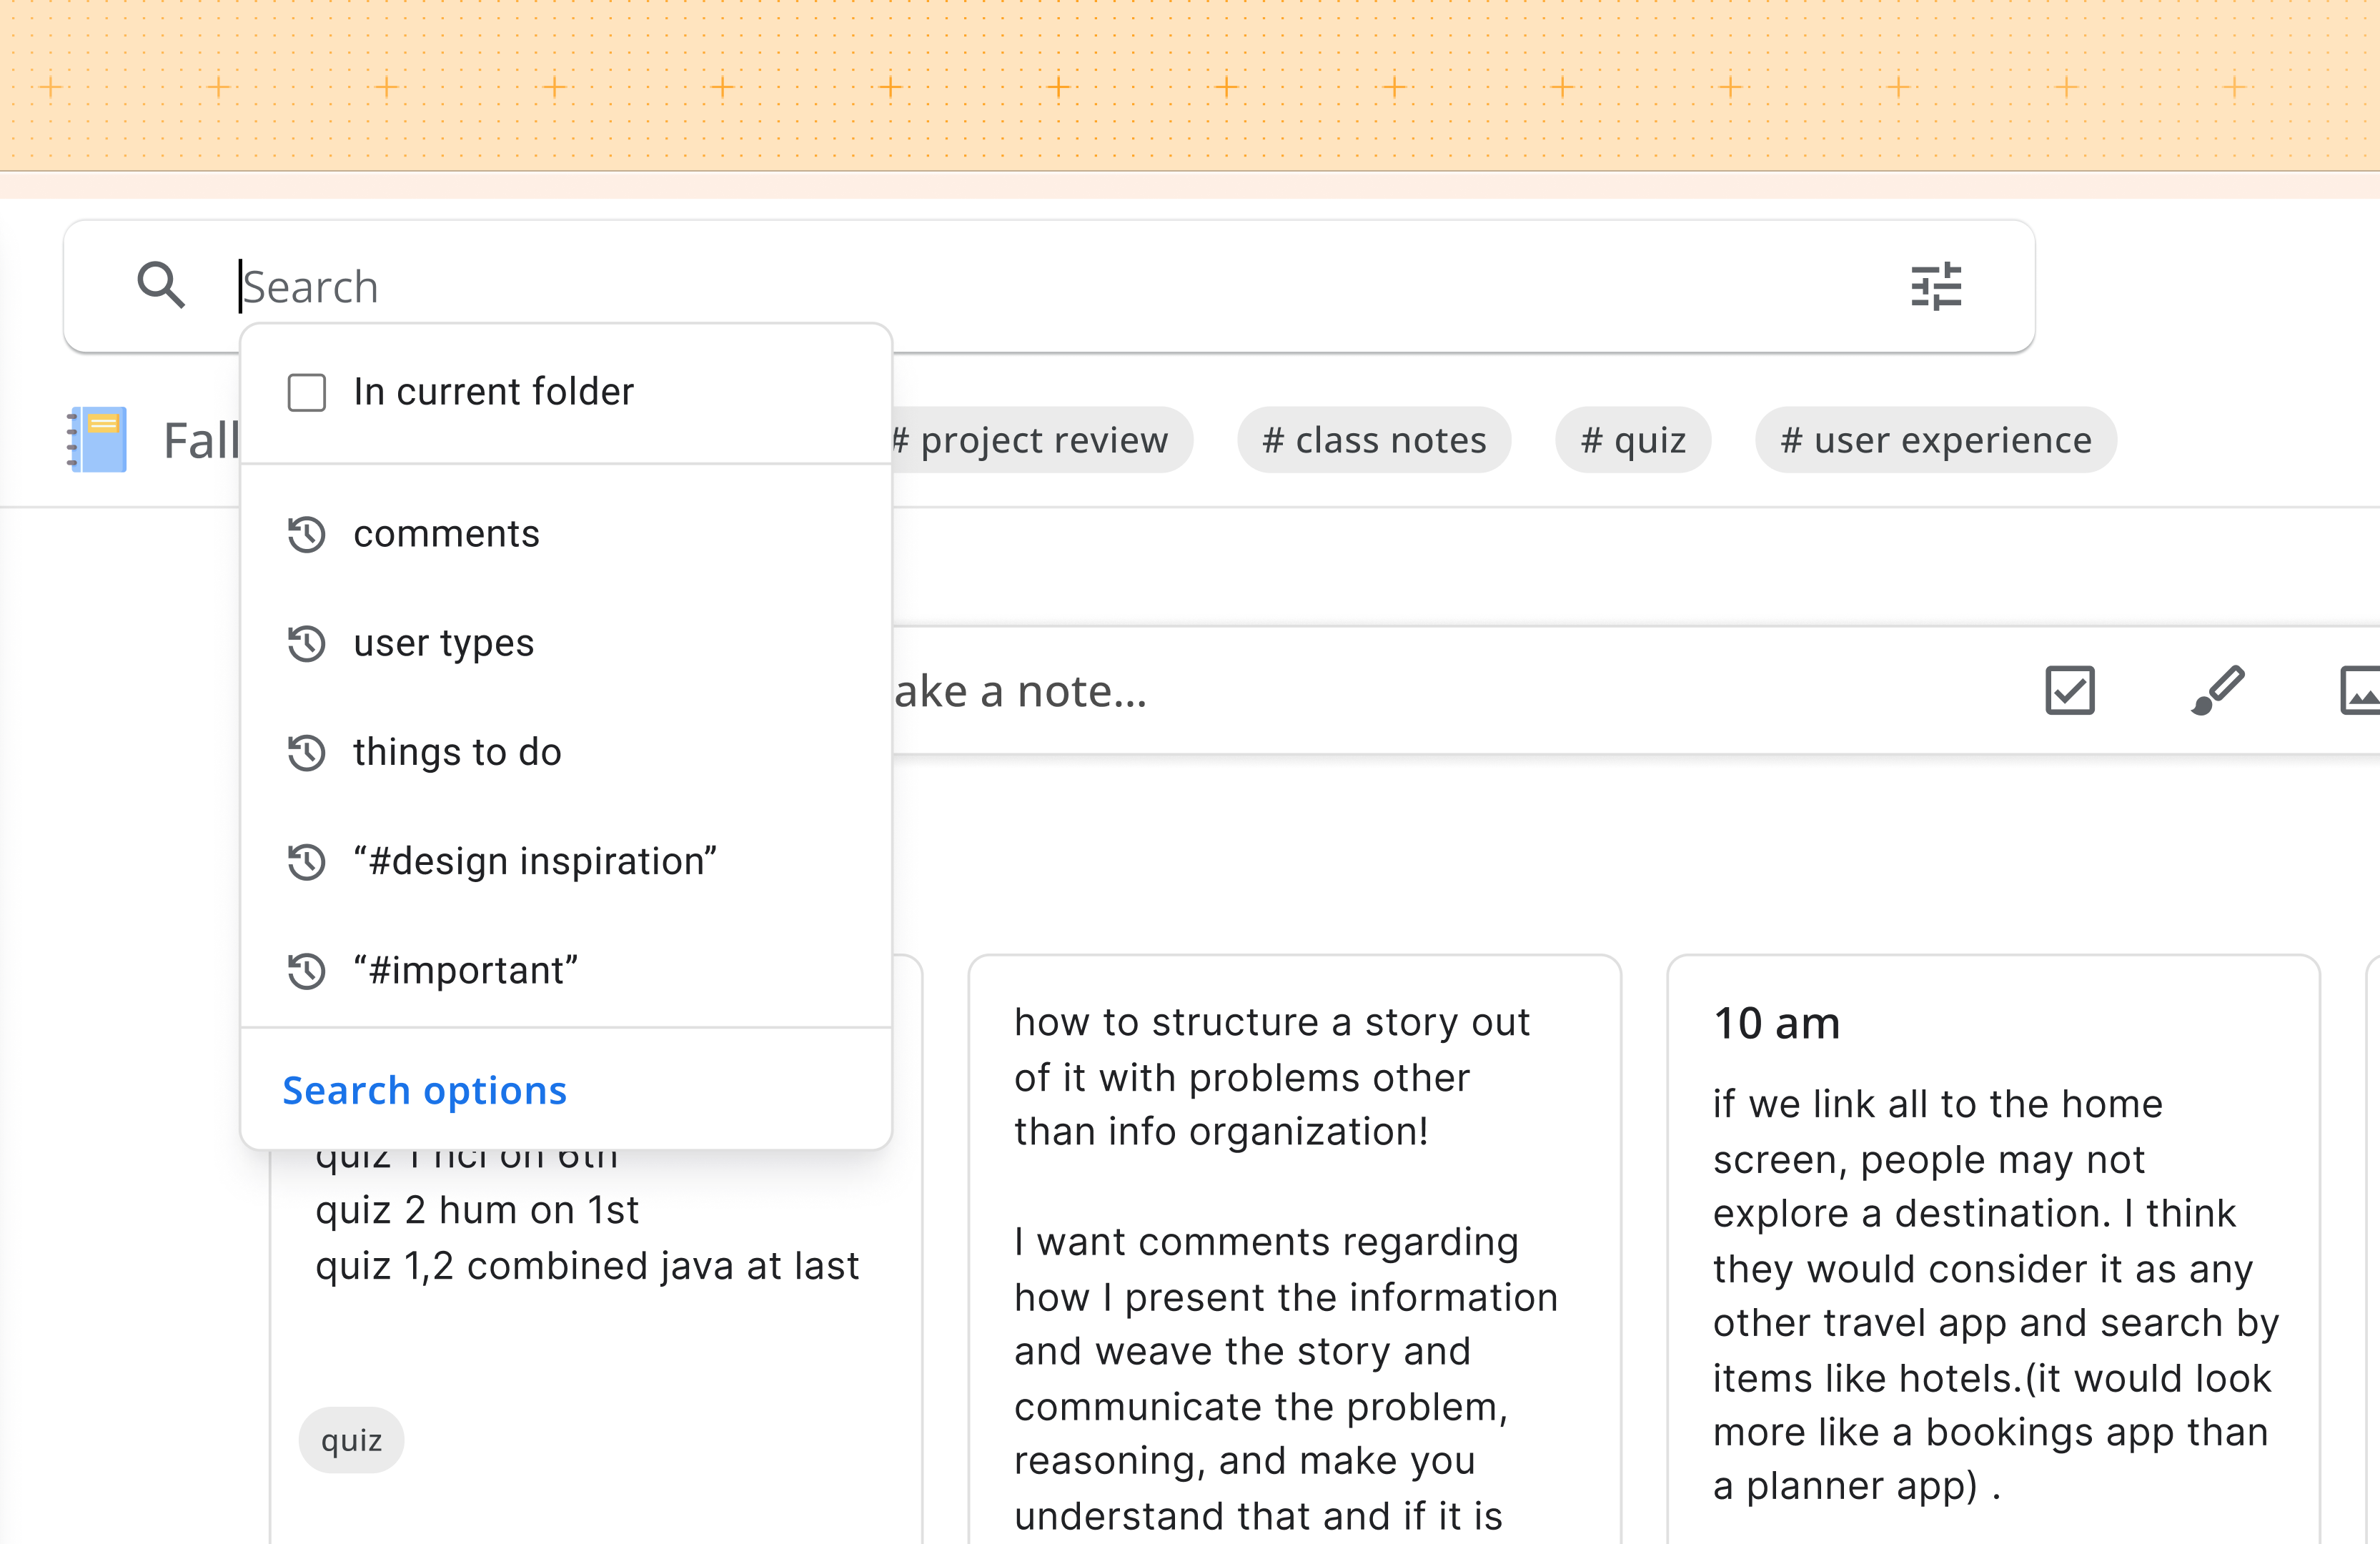 Search
In current folder
Fall
# project review
# class notes
# quiz
# user experience
comments
user types
things to do
“#design inspiration”
“#important”
Search options
ake a note...
quiz 1 hci on 6th
quiz 2 hum on 1st
quiz 1,2 combined java at last
quiz
how to structure a story out
of it with problems other
than info organization!
I want comments regarding
how I present the information
and weave the story and
communicate the problem,
reasoning, and make you
understand that and if it is
10 am
if we link all to the home
screen, people may not
explore a destination. I think
they would consider it as any
other travel app and search by
items like hotels.(it would look
more like a bookings app than
a planner app) .